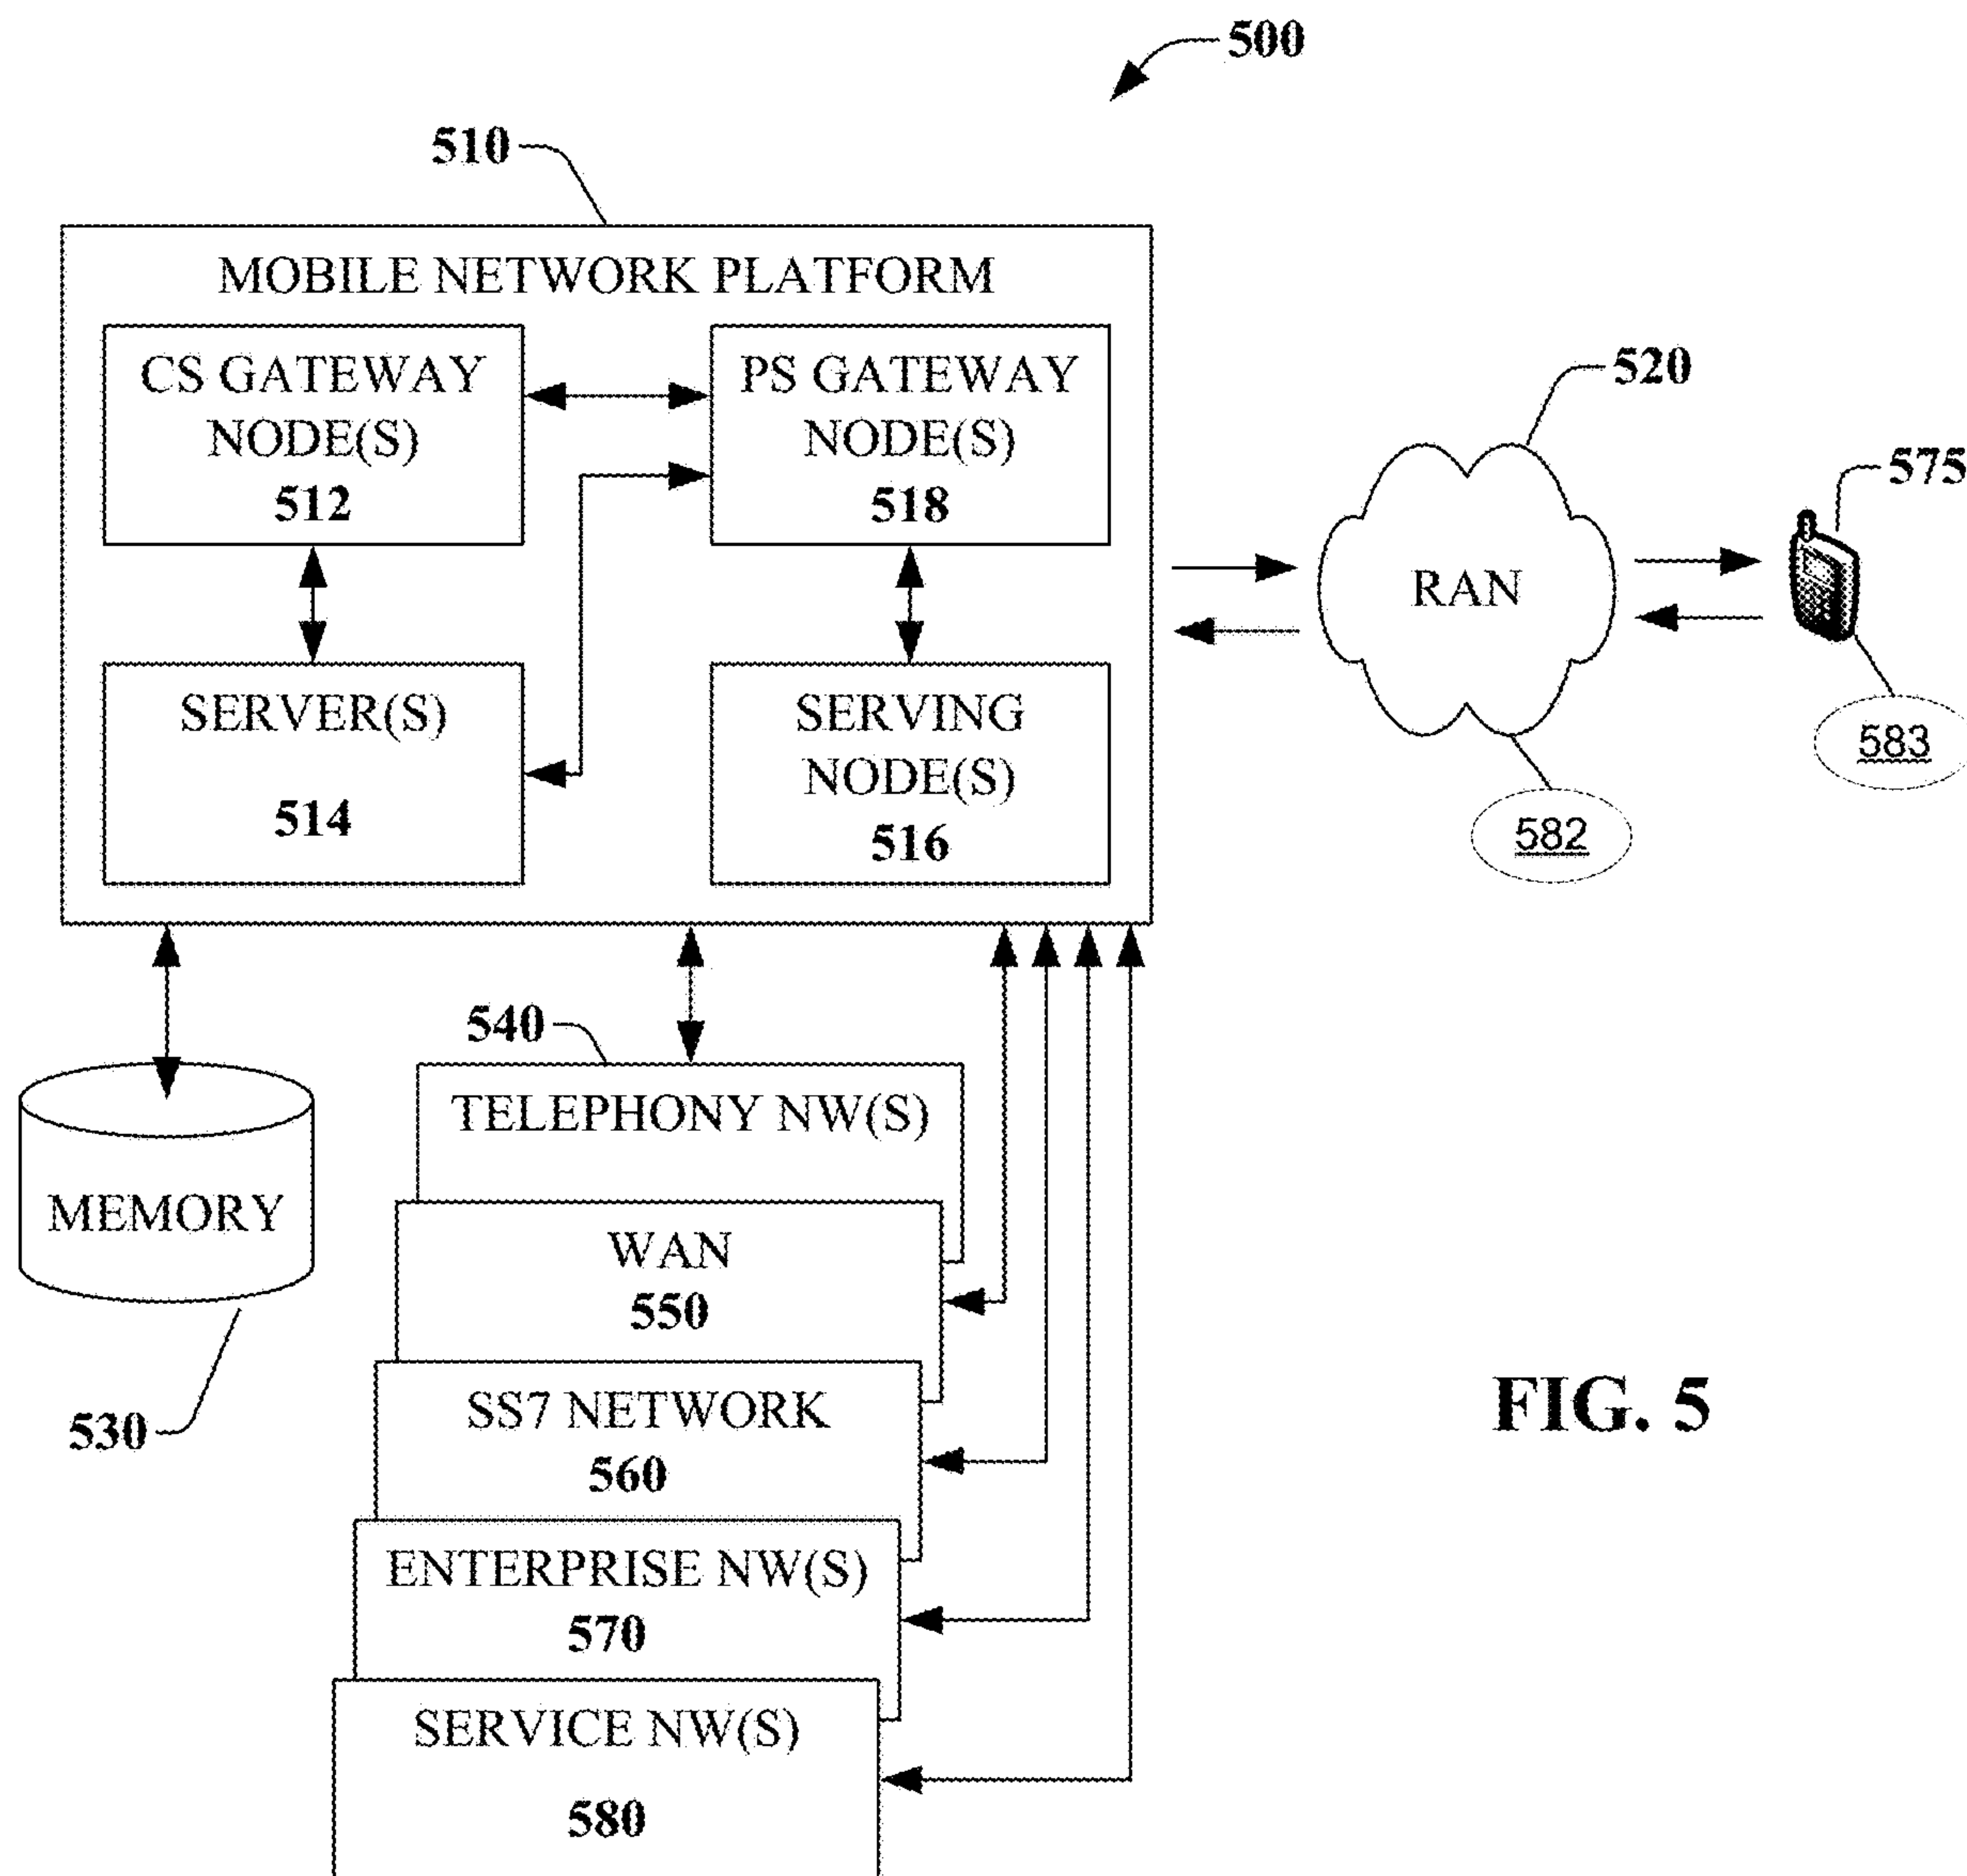 500
510
MOBILE NETWORK PLATFORM
CS GATEWAY
NODE(S)
512
PS GATEWAY
NODE(S)
518
SERVER(S)
514
SERVING
NODE(S)
516
520
RAN
575
583
582
540
TELEPHONY NW(S)
MEMORY
530
WAN
550
SS7 NETWORK
560
ENTERPRISE NW(S)
570
SERVICE NW(S)
580
FIG. 5